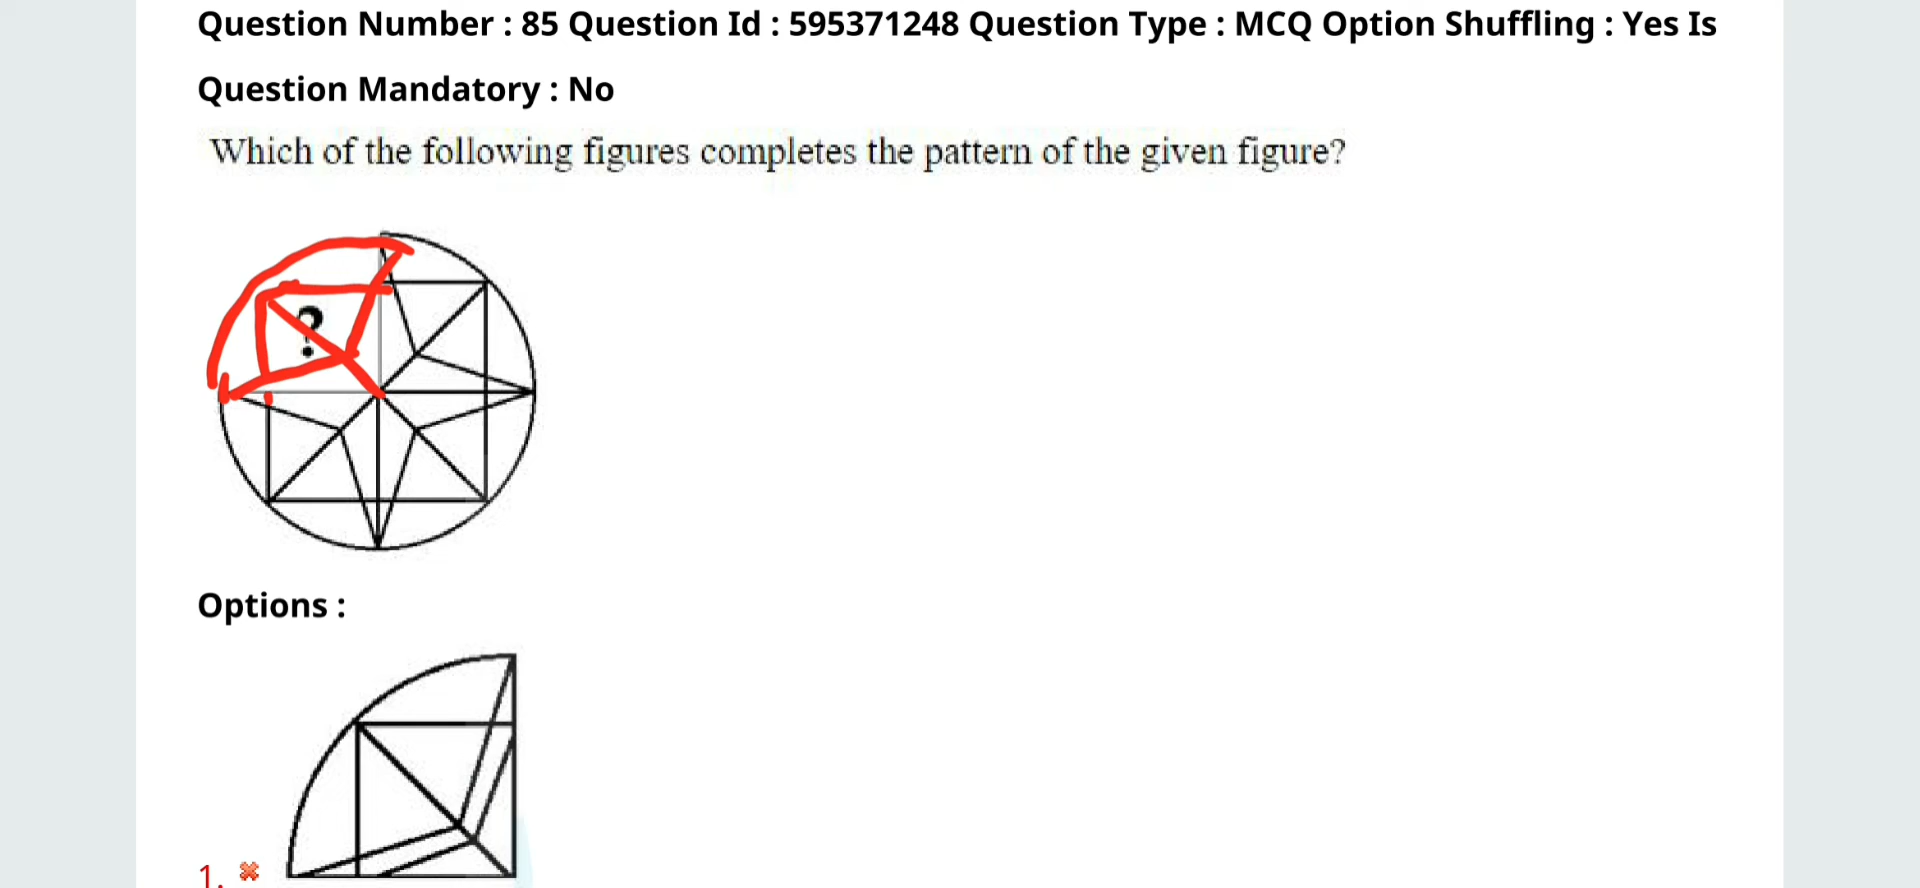 Question Number : 85 Question Id : 595371248 Question Type : MCQ Option Shuffling : Yes Is
Question Mandatory : No
Which of the following figures completes the pattern of the given figure?
?
Options :
1.